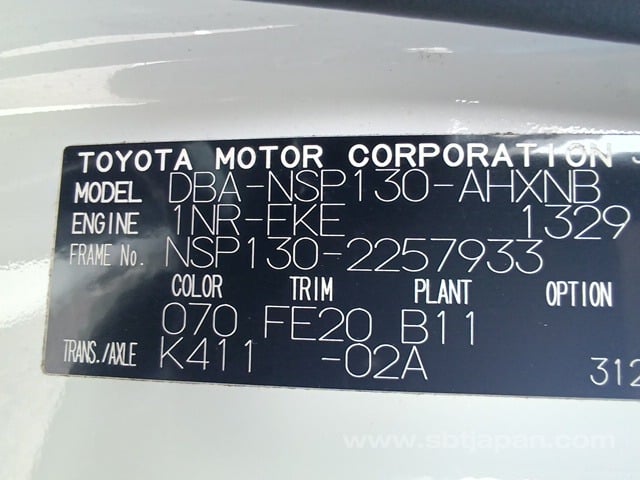 TOYOTA MOTOR CORPORATION
MODEL DBA-NSP130-AHXNB
ENGINE 1NR-FKE 1329
FRAME No. NSP130-2257933
COLOR TRIM PLANT OPTION
070 FE20 B11
TRANS./AXLE K411 -02A
312
www.sbtjapan.com